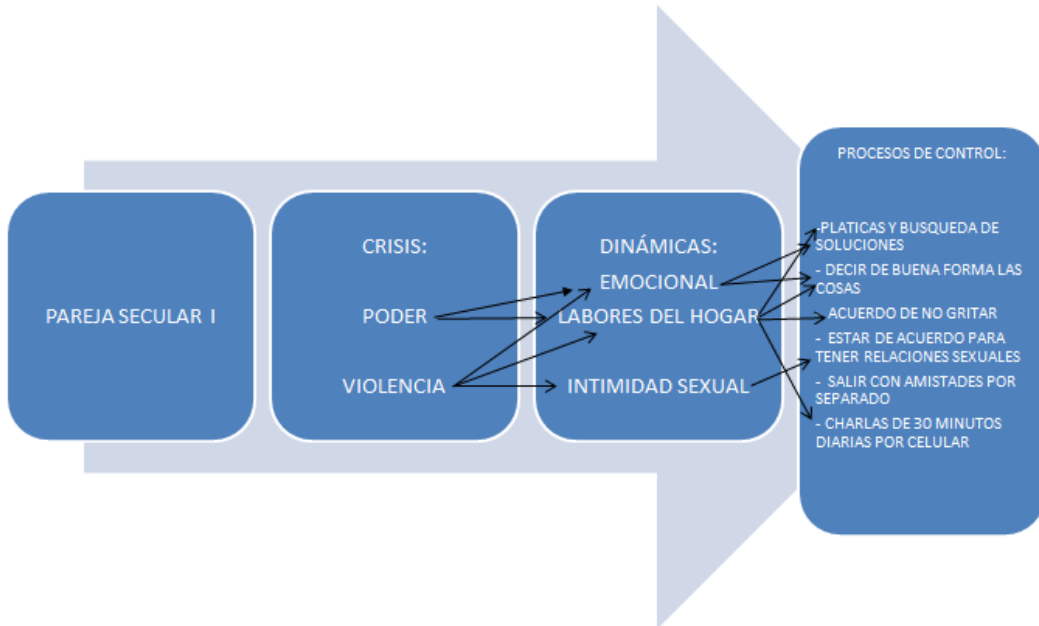 PAREJA SECULAR I
CRISIS:
PODER
VIOLENCIA
DINÁMICAS:
EMOCIONAL
LABORES DEL HOGAR
INTIMIDAD SEXUAL
PROCESOS DE CONTROL:
-PLATICAS Y BUSQUEDA DE
SOLUCIONES
- DECIR DE BUENA FORMA LAS
COSAS
ACUERDO DE NO GRITAR
- ESTAR DE ACUERDO PARA
TENER RELACIONES SEXUALES
- SALIR CON AMISTADES POR
SEPARADO
- CHARLAS DE 30 MINUTOS
DIARIAS POR CELULAR